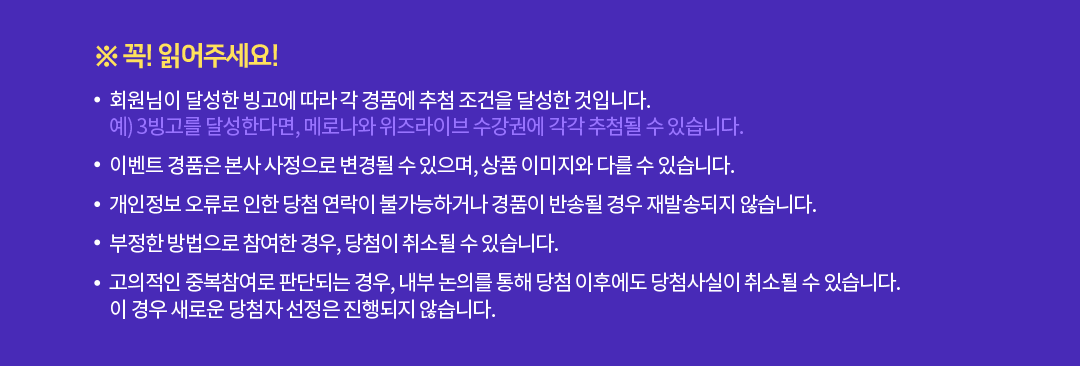 ※ 꼭! 읽어주세요!
• 회원님이 달성한 빙고에 따라 각 경품에 추첨 조건을 달성한 것입니다.
예) 3빙고를 달성한다면, 메로나와 위즈라이브 수강권에 각각 추첨될 수 있습니다.
• 이벤트 경품은 본사 사정으로 변경될 수 있으며, 상품 이미지와 다를 수 있습니다.
• 개인정보 오류로 인한 당첨 연락이 불가능하거나 경품이 반송될 경우 재발송되지 않습니다.
• 부정한 방법으로 참여한 경우, 당첨이 취소될 수 있습니다.
• 고의적인 중복참여로 판단되는 경우, 내부 논의를 통해 당첨 이후에도 당첨사실이 취소될 수 있습니다.
이 경우 새로운 당첨자 선정은 진행되지 않습니다.